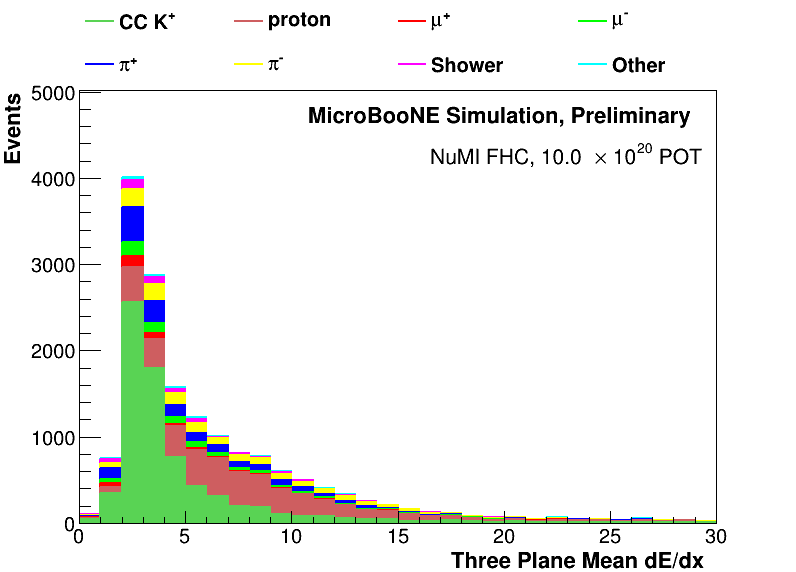 CC K⁺ proton μ⁺ μ⁻
π⁺ π⁻ Shower Other
MicroBooNE Simulation, Preliminary
NuMI FHC, 10.0 × 10²⁰ POT
Events
5000
4000
3000
2000
1000
0
0 5 10 15 20 25 30
Three Plane Mean dE/dx